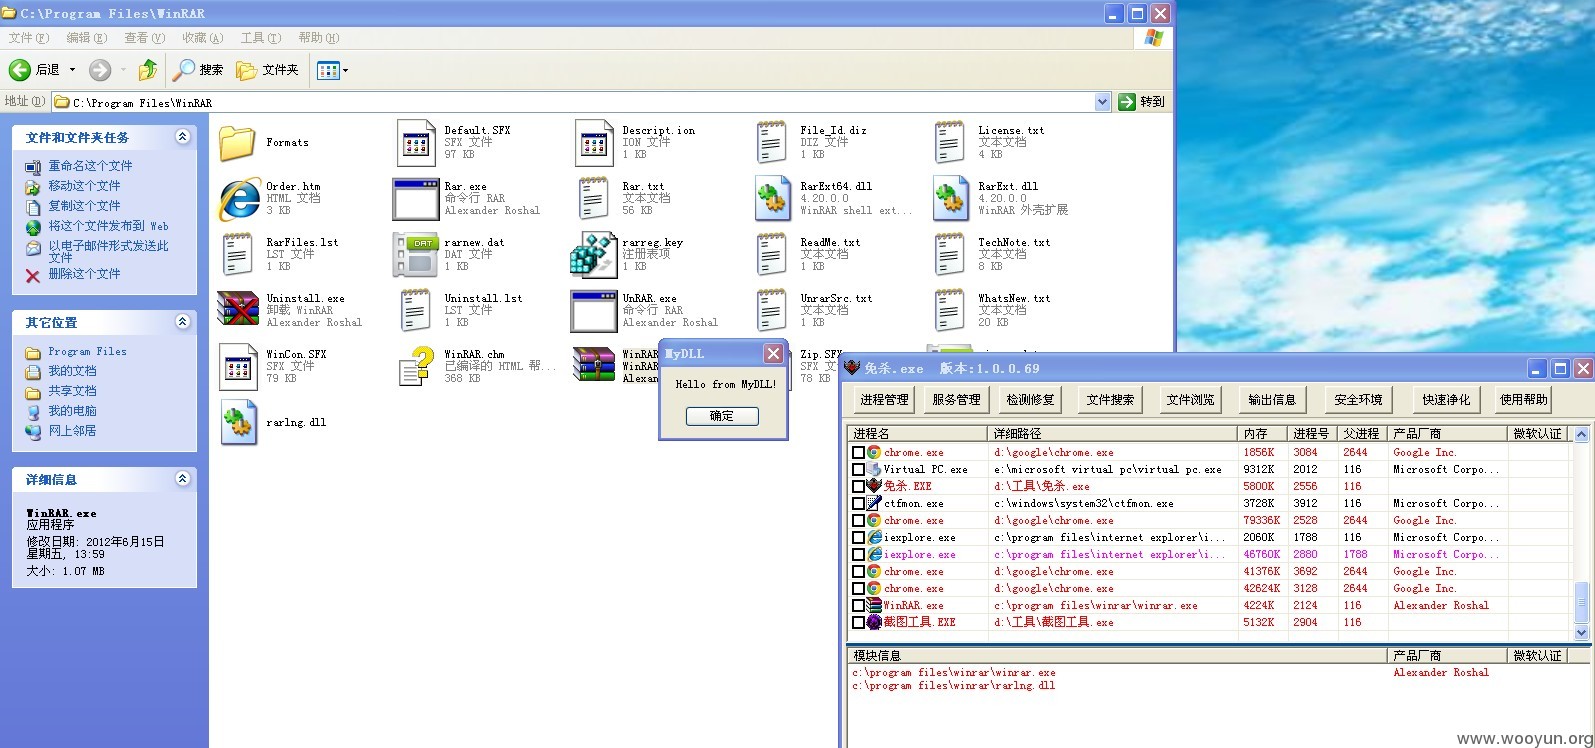 C:\Program Files\WinRAR
文件(F) 编辑(E) 查看(V) 收藏(A) 工具(T) 帮助(H)
后退 搜索 文件夹
地址(D) C:\Program Files\WinRAR 转到
文件和文件夹任务
重命名这个文件
移动这个文件
复制这个文件
将这个文件发布到 Web
以电子邮件形式发送此
文件
删除这个文件
其它位置
Program Files
我的文档
共享文档
我的电脑
网上邻居
详细信息
WinRAR.exe
应用程序
修改日期: 2012年6月15日
星期五, 13:59
大小: 1.07 MB
Formats
Default.SFX
SFX 文件
97 KB
Descript.ion
ION 文件
1 KB
File_Id.diz
DIZ 文件
1 KB
License.txt
文本文档
4 KB
Order.htm
HTML 文档
3 KB
Rar.exe
命令行 RAR
Alexander Roshal
Rar.txt
文本文档
56 KB
RarExt64.dll
4.20.0.0
WinRAR shell ext...
RarExt.dll
4.20.0.0
WinRAR 外壳扩展
RarFiles.lst
LST 文件
1 KB
DAT
rarnew.dat
DAT 文件
1 KB
rarreg.key
注册表项
1 KB
ReadMe.txt
文本文档
1 KB
TechNote.txt
文本文档
8 KB
Uninstall.exe
卸载 WinRAR
Alexander Roshal
Uninstall.lst
LST 文件
1 KB
UnRAR.exe
命令行 RAR
Alexander Roshal
UnrarSrc.txt
文本文档
1 KB
WhatsNew.txt
文本文档
20 KB
WinCon.SFX
SFX 文件
79 KB
WinRAR.chm
已编译的 HTML 帮...
368 KB
WinRAR
WinRA
Alexan
Zip.SF
SFX 文
78 KB
rarlng.dll
MyDLL
Hello from MyDLL!
确定
免杀.exe 版本:1.0.0.69
进程管理 服务管理 检测修复 文件搜索 文件浏览 输出信息 安全环境 快速净化 使用帮助
进程名 详细路径 内存 进程号 父进程 产品厂商 微软认证
chrome.exe d:\google\chrome.exe 1856K 3084 2644 Google Inc.
Virtual PC.exe e:\microsoft virtual pc\virtual pc.exe 9312K 2012 116 Microsoft Corpo...
免杀.EXE d:\工具\免杀.exe 5800K 2556 116
ctfmon.exe c:\windows\system32\ctfmon.exe 3728K 3912 116 Microsoft Corpo...
chrome.exe d:\google\chrome.exe 79336K 2528 2644 Google Inc.
iexplore.exe c:\program files\internet explorer\i... 2060K 1788 116 Microsoft Corpo...
iexplore.exe c:\program files\internet explorer\i... 46760K 2880 1788 Microsoft Corpo...
chrome.exe d:\google\chrome.exe 41376K 3692 2644 Google Inc.
chrome.exe d:\google\chrome.exe 42624K 3128 2644 Google Inc.
WinRAR.exe c:\program files\winrar\winrar.exe 4224K 2124 116 Alexander Roshal
截图工具.EXE d:\工具\截图工具.exe 5132K 2904 116
模块信息 产品厂商 微软认证
c:\program files\winrar\winrar.exe Alexander Roshal
c:\program files\winrar\rarlng.dll
www.wooyun.org